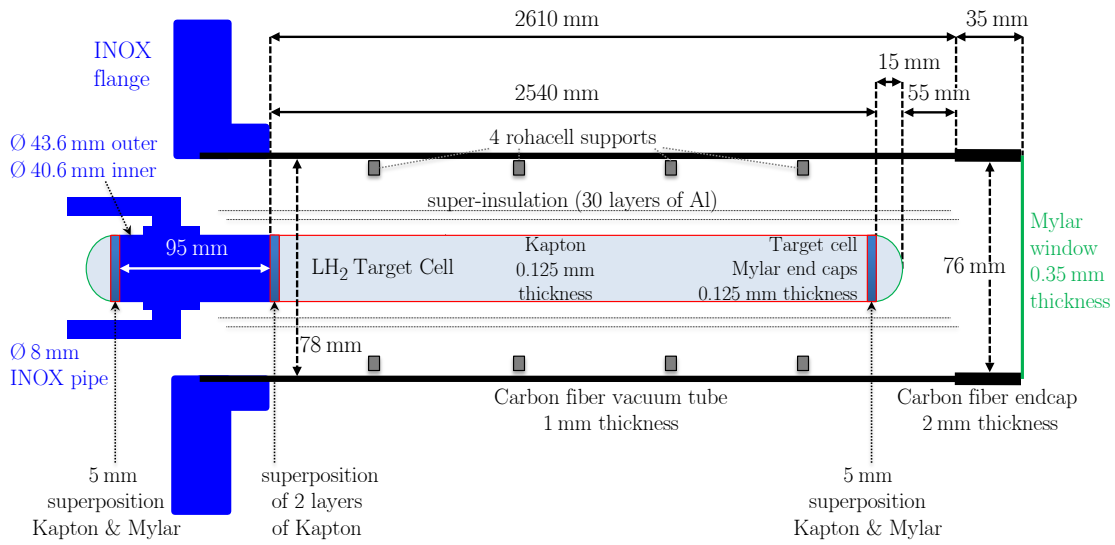 2610 mm
35 mm
INOX
flange
15 mm
2540 mm
55 mm
Ø 43.6 mm outer
Ø 40.6 mm inner
4 rohacell supports
super-insulation (30 layers of Al)
95 mm
LH2 Target Cell
Kapton
0.125 mm
thickness
Target cell
Mylar end caps
0.125 mm thickness
76 mm
Mylar
window
0.35 mm
thickness
78 mm
Ø 8 mm
INOX pipe
Carbon fiber vacuum tube
1 mm thickness
Carbon fiber endcap
2 mm thickness
5 mm
superposition
Kapton & Mylar
superposition
of 2 layers
of Kapton
5 mm
superposition
Kapton & Mylar